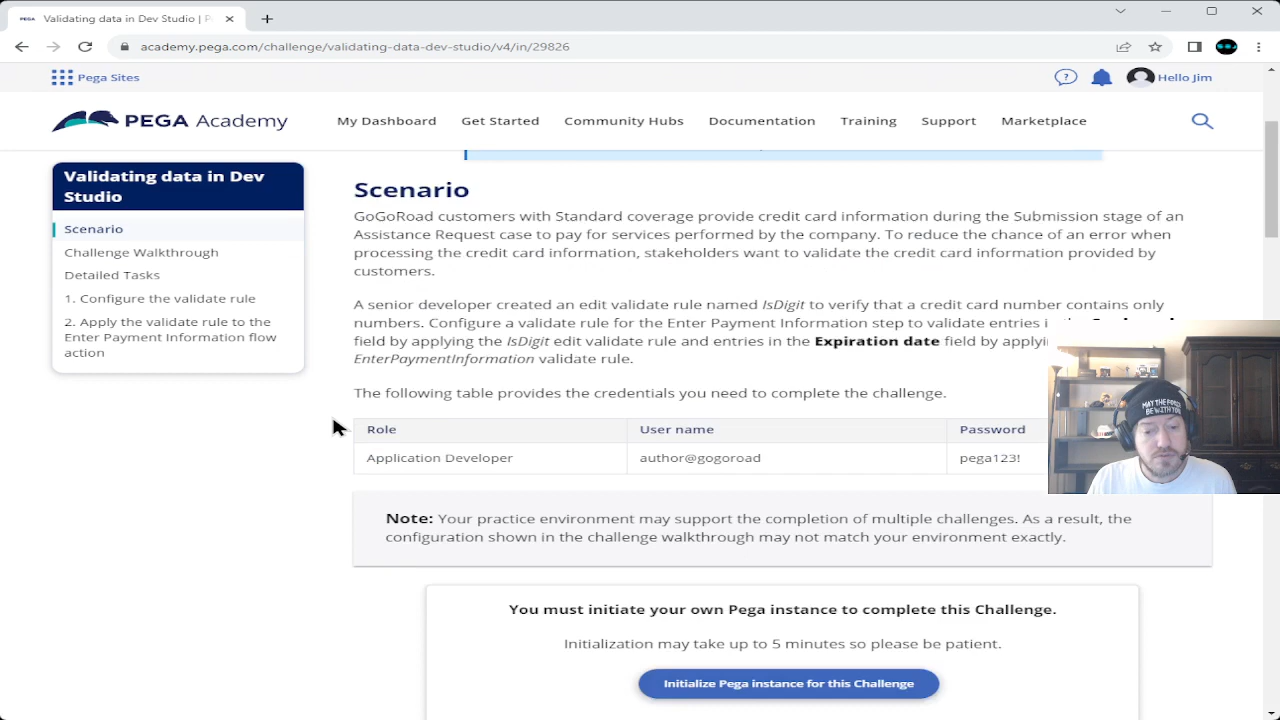 PEGA
Validating data in Dev Studio | P
academy.pega.com/challenge/validating-data-dev-studio/v4/in/29826
Pega Sites
?
Hello Jim
PEGA Academy
My Dashboard
Get Started
Community Hubs
Documentation
Training
Support
Marketplace
Validating data in Dev
Studio
Scenario
Challenge Walkthrough
Detailed Tasks
1. Configure the validate rule
2. Apply the validate rule to the
Enter Payment Information flow
action
Scenario
GoGoRoad customers with Standard coverage provide credit card information during the Submission stage of an
Assistance Request case to pay for services performed by the company. To reduce the chance of an error when
processing the credit card information, stakeholders want to validate the credit card information provided by
customers.
A senior developer created an edit validate rule named IsDigit to verify that a credit card number contains only
numbers. Configure a validate rule for the Enter Payment Information step to validate entries
field by applying the IsDigit edit validate rule and entries in the Expiration date field by
EnterPaymentInformation validate rule.
The following table provides the credentials you need to complete the challenge.
Role User name Password
Application Developer author@gogoroad pega123!
Note: Your practice environment may support the completion of multiple challenges. As a result, the
configuration shown in the challenge walkthrough may not match your environment exactly.
You must initiate your own Pega instance to complete this Challenge.
Initialization may take up to 5 minutes so please be patient.
Initialize Pega instance for this Challenge
MAY THE FORCE
BE WITH YOU